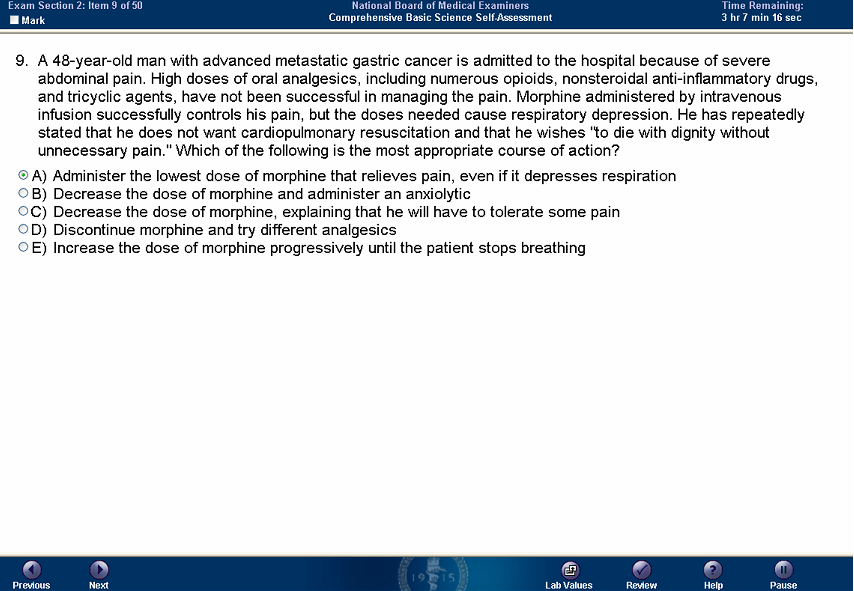 Exam Section 2: Item 9 of 50
National Board of Medical Examiners
Time Remaining:
Mark
Comprehensive Basic Science Self-Assessment
3 hr 7 min 16 sec
9. A 48-year-old man with advanced metastatic gastric cancer is admitted to the hospital because of severe
abdominal pain. High doses of oral analgesics, including numerous opioids, nonsteroidal anti-inflammatory drugs,
and tricyclic agents, have not been successful in managing the pain. Morphine administered by intravenous
infusion successfully controls his pain, but the doses needed cause respiratory depression. He has repeatedly
stated that he does not want cardiopulmonary resuscitation and that he wishes "to die with dignity without
unnecessary pain." Which of the following is the most appropriate course of action?
A) Administer the lowest dose of morphine that relieves pain, even if it depresses respiration
B) Decrease the dose of morphine and administer an anxiolytic
C) Decrease the dose of morphine, explaining that he will have to tolerate some pain
D) Discontinue morphine and try different analgesics
E) Increase the dose of morphine progressively until the patient stops breathing
19 15
Previous
Next
Lab Values
Review
Help
Pause